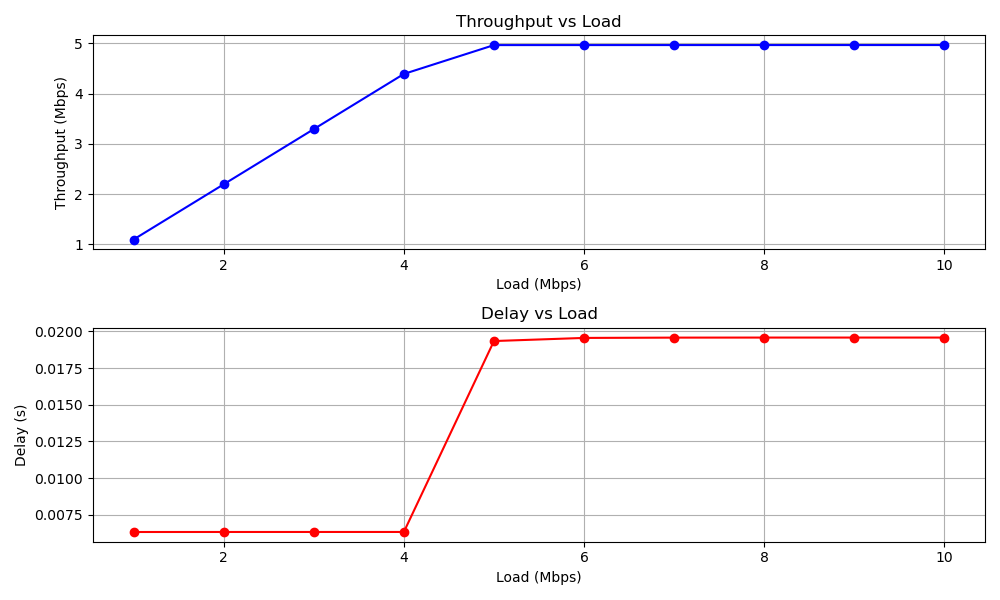 Throughput vs Load
Throughput (Mbps)
5
4
3
2
1
2 4 6 8 10
Load (Mbps)
Delay vs Load
Delay (s)
0.0200
0.0175
0.0150
0.0125
0.0100
0.0075
2 4 6 8 10
Load (Mbps)